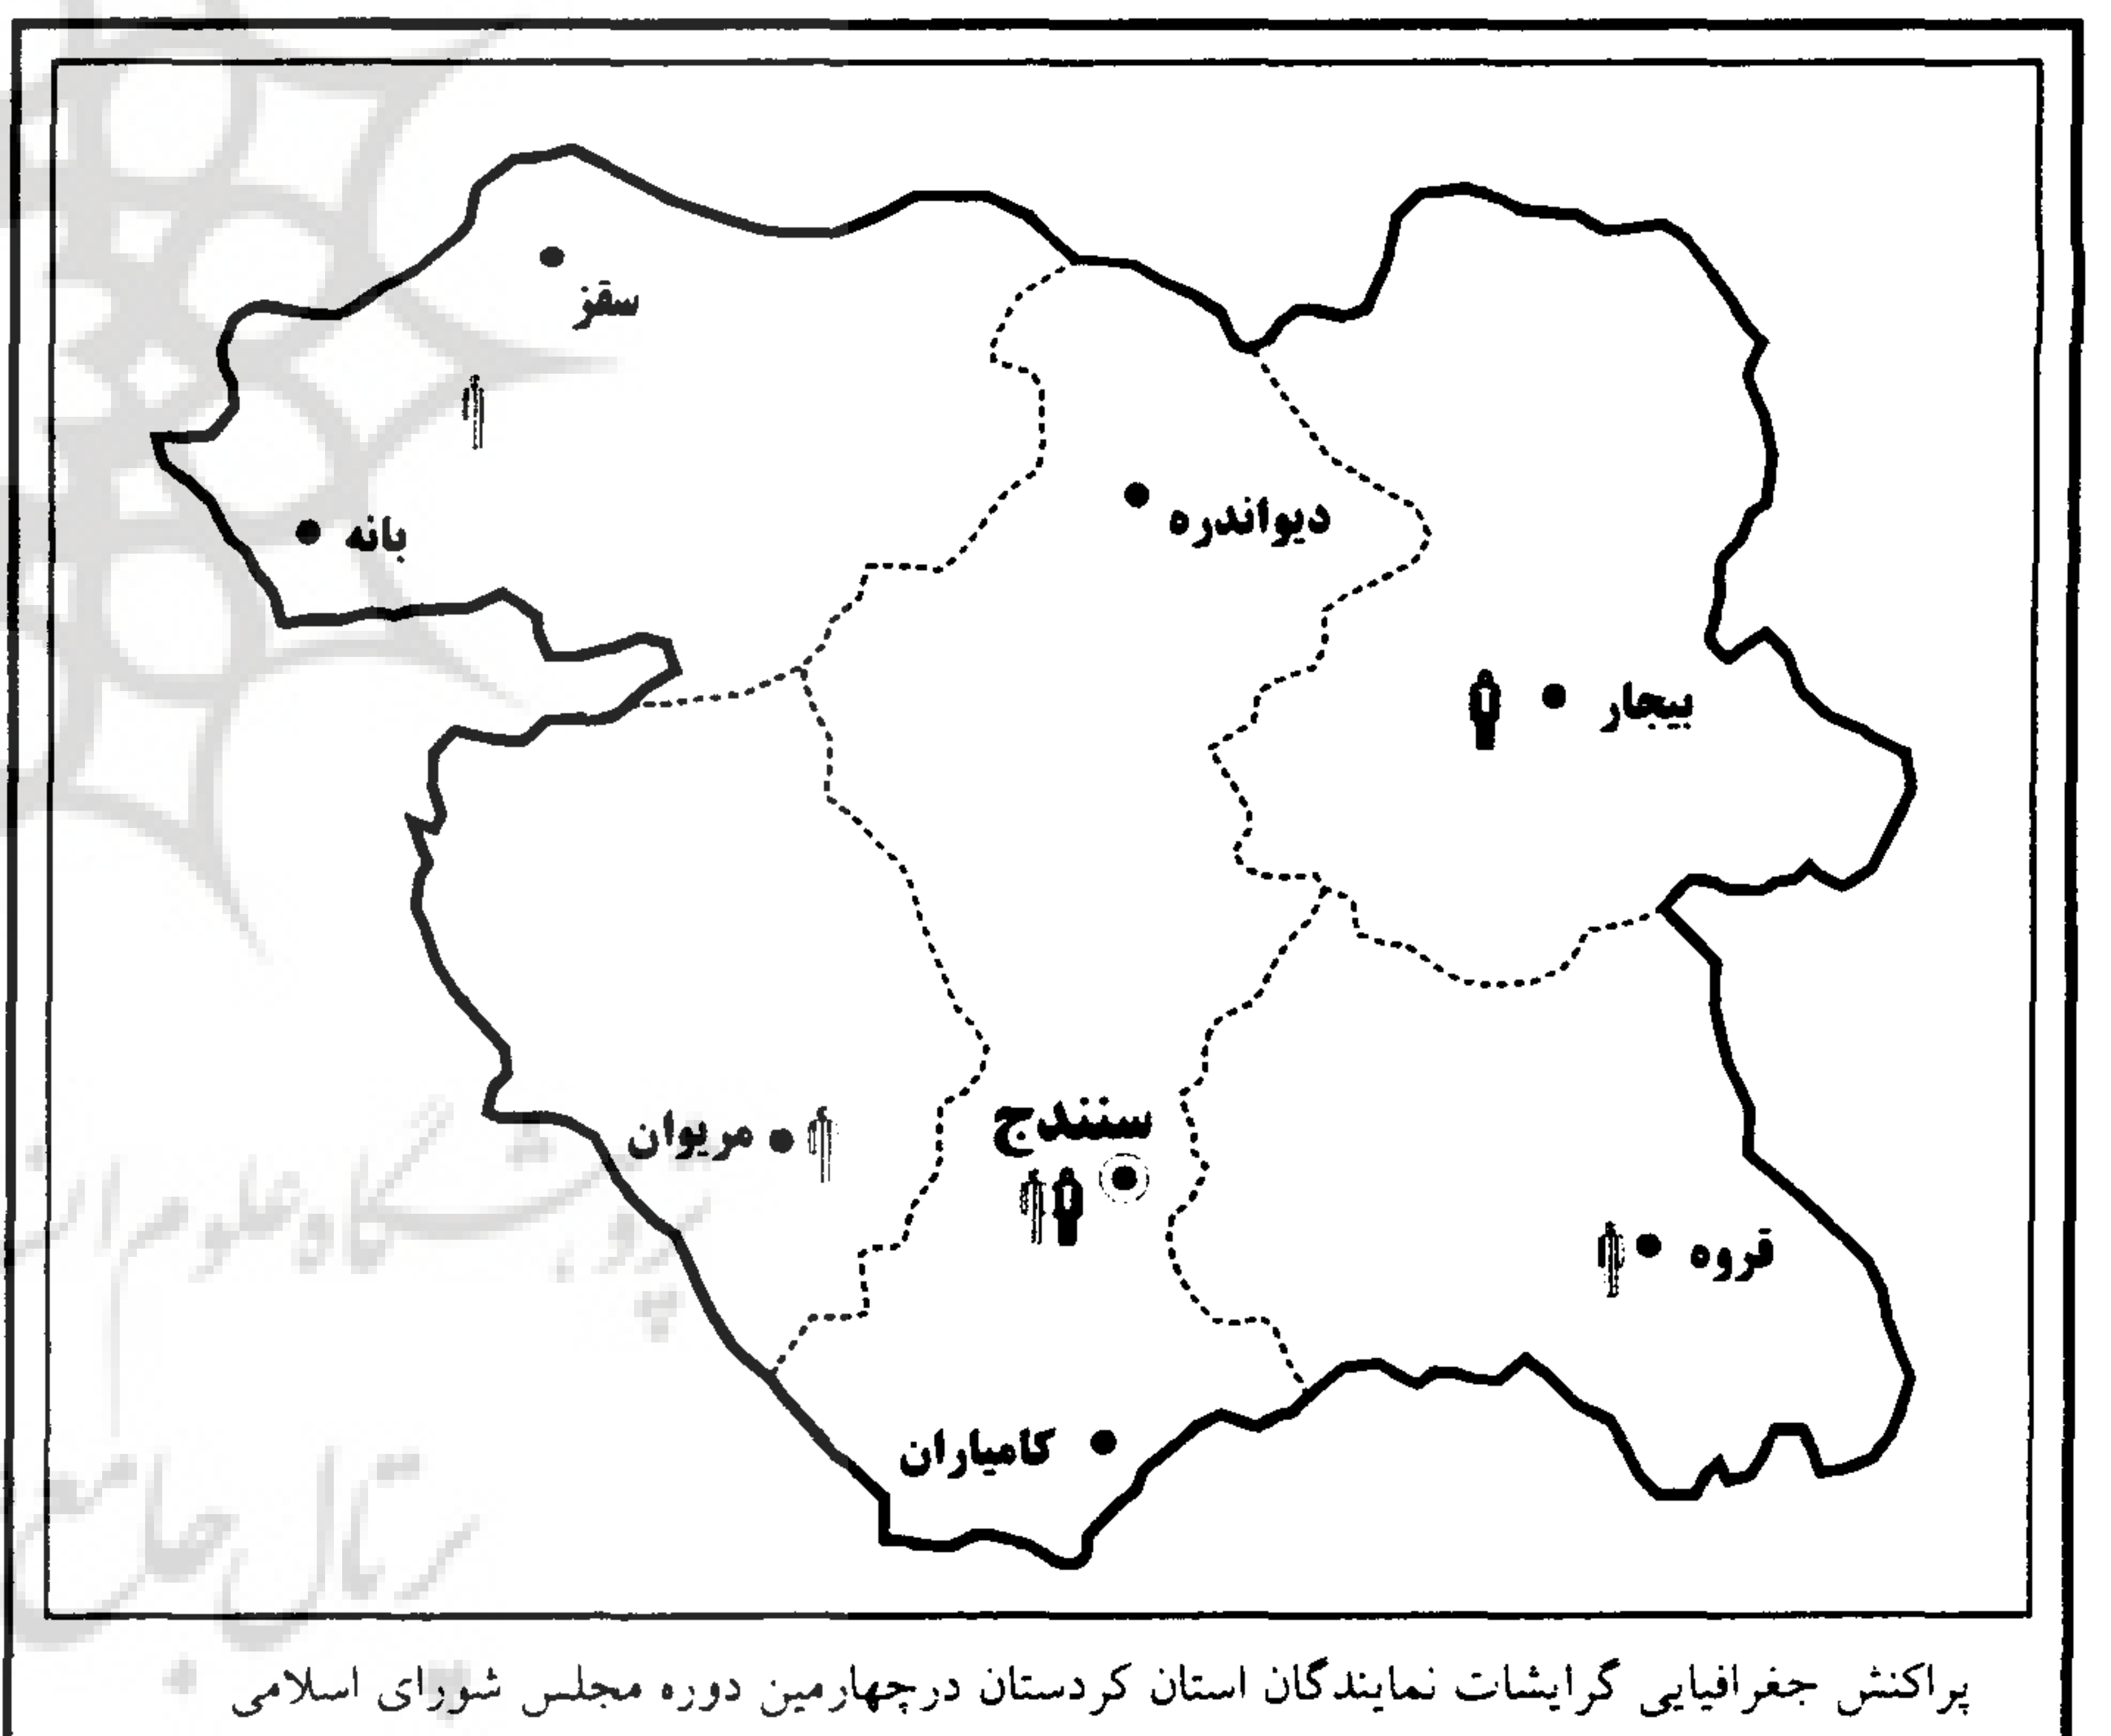 سقز
بانه
دیواندره
بیجار
سنندج
مریوان
قروه
کامیاران
پراکنش جغرافیایی گرایشات نمایندگان استان کردستان درچهارمین دوره مجلس شورای اسلامی